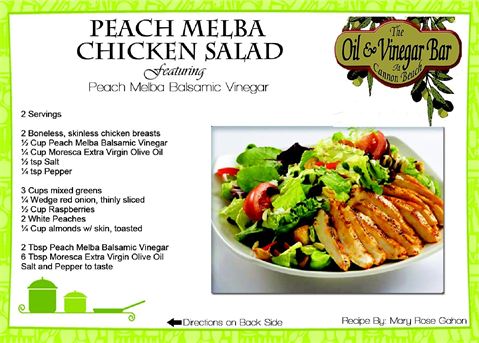 PEACH MELBA
CHICKEN SALAD
Featuring
Peach Melba Balsamic Vinegar
The
Oil & Vinegar Bar
At
Cannon Beach
2 Servings
2 Boneless, skinless chicken breasts
½ Cup Peach Melba Balsamic Vinegar
¼ Cup Moresca Extra Virgin Olive Oil
½ tsp Salt
¼ tsp Pepper
3 Cups mixed greens
¼ Wedge red onion, thinly sliced
½ Cup Raspberries
2 White Peaches
¼ Cup almonds w/ skin, toasted
2 Tbsp Peach Melba Balsamic Vinegar
6 Tbsp Moresca Extra Virgin Olive Oil
Salt and Pepper to taste
Directions on Back Side
Recipe By: Mary Rose Gahon